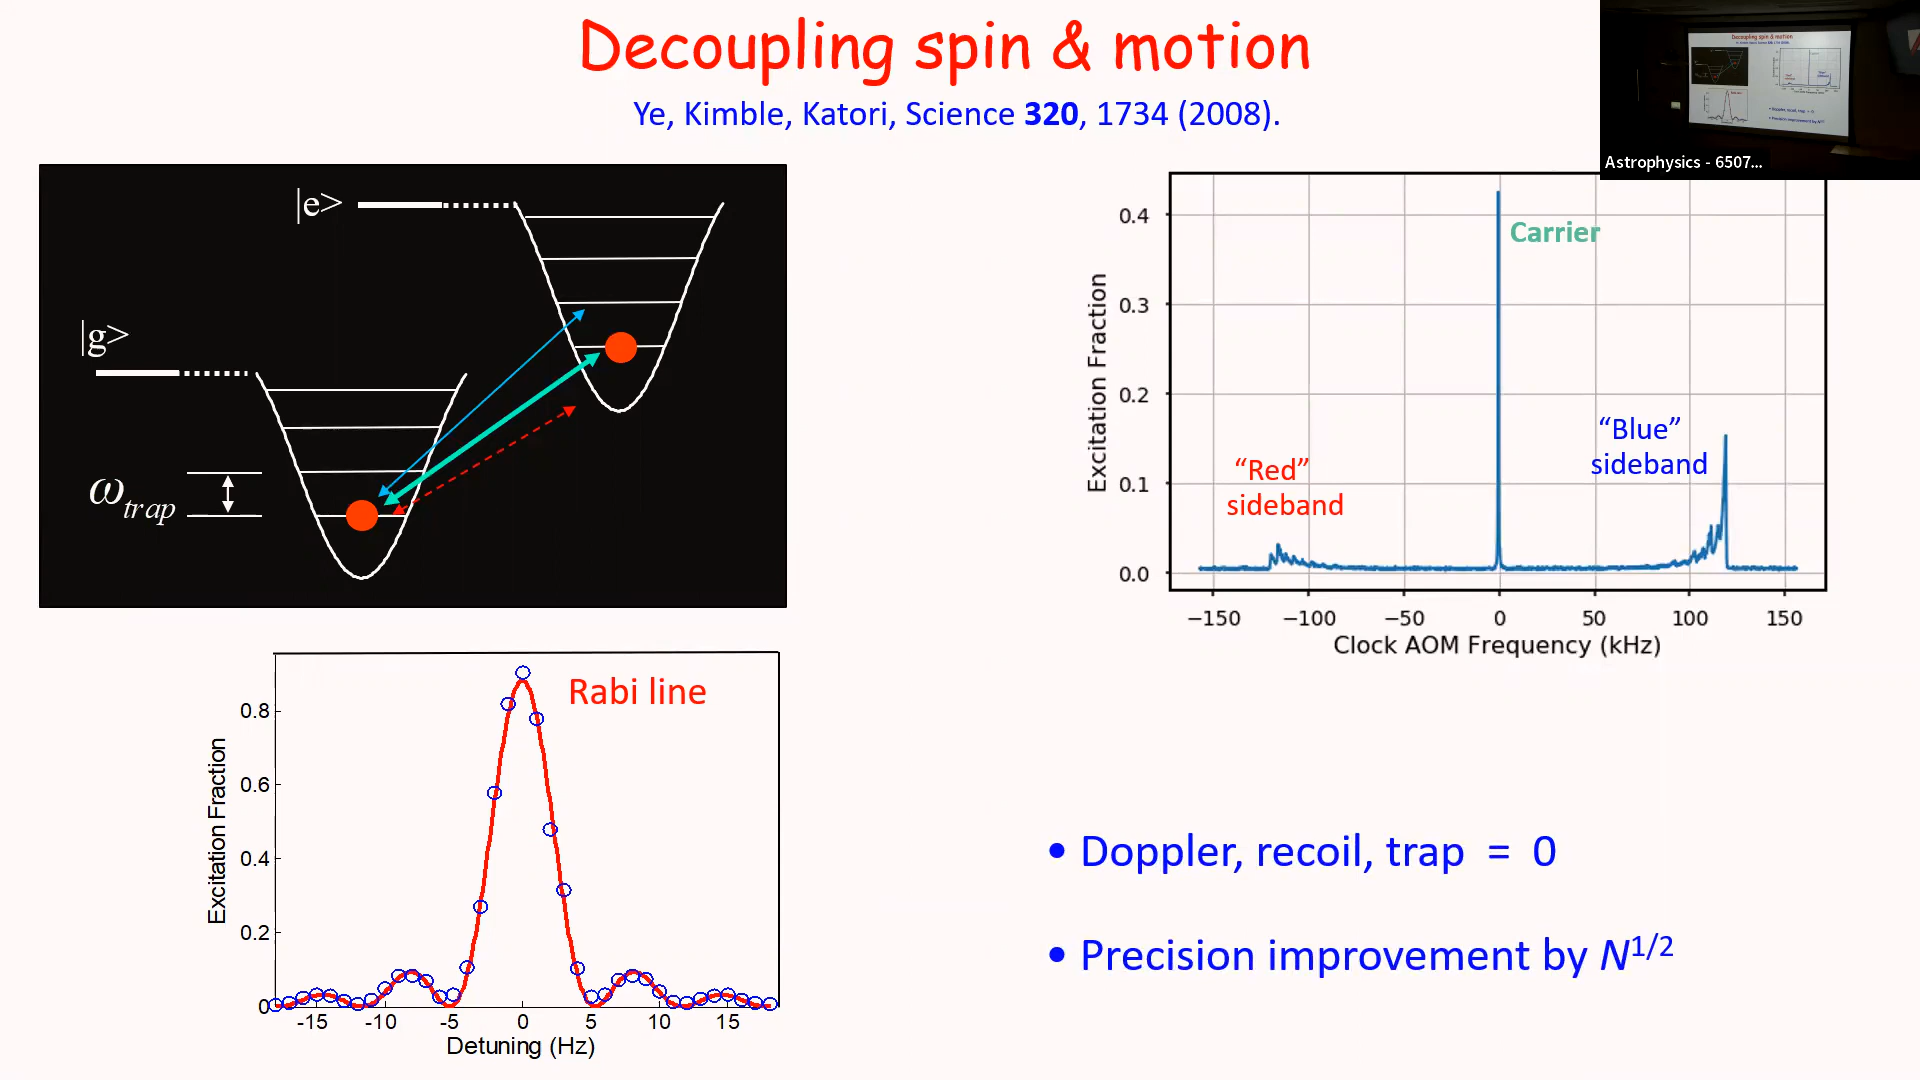 Decoupling spin & motion
Ye, Kimble, Katori, Science 320, 1734 (2008).
Astrophysics - 6507...
|e>
|g>
ωtrap
0.4
0.3
0.2
0.1
0.0
Excitation Fraction
Carrier
“Blue”
sideband
“Red”
sideband
−150 −100 −50 0 50 100 150
Clock AOM Frequency (kHz)
Rabi line
0.8
0.6
0.4
0.2
0
Excitation Fraction
-15 -10 -5 0 5 10 15
Detuning (Hz)
• Doppler, recoil, trap = 0
• Precision improvement by N^1/2